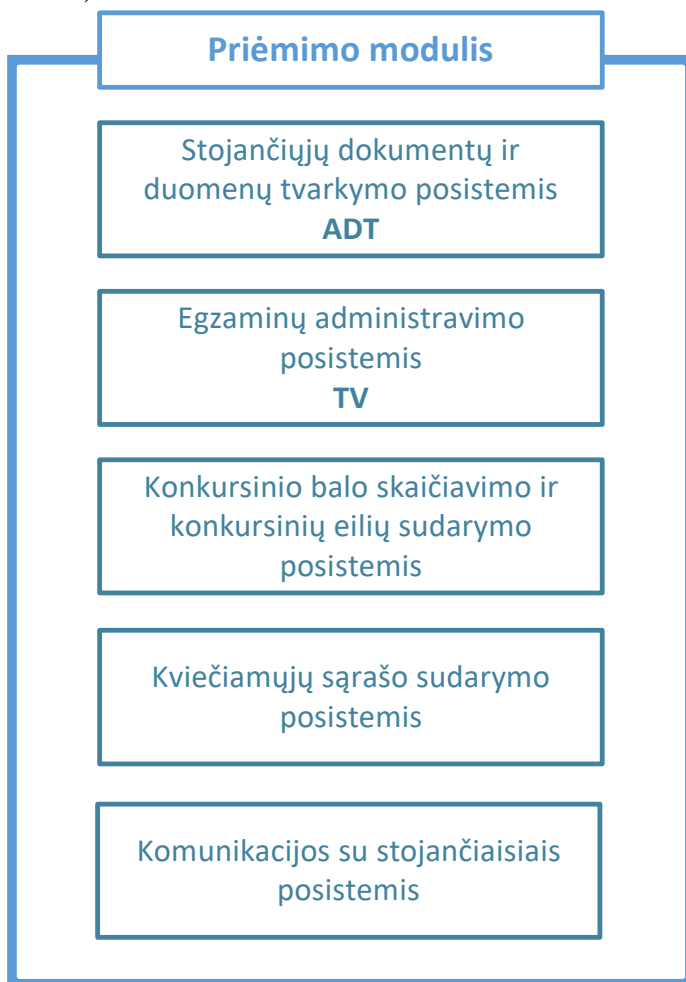 Priėmimo modulis
Stojančiųjų dokumentų ir
duomenų tvarkymo posistemis
ADT
Egzaminų administravimo
posistemis
TV
Konkursinio balo skaičiavimo ir
konkursinių eilių sudarymo
posistemis
Kviečiamųjų sąrašo sudarymo
posistemis
Komunikacijos su stojančiaisiais
posistemis